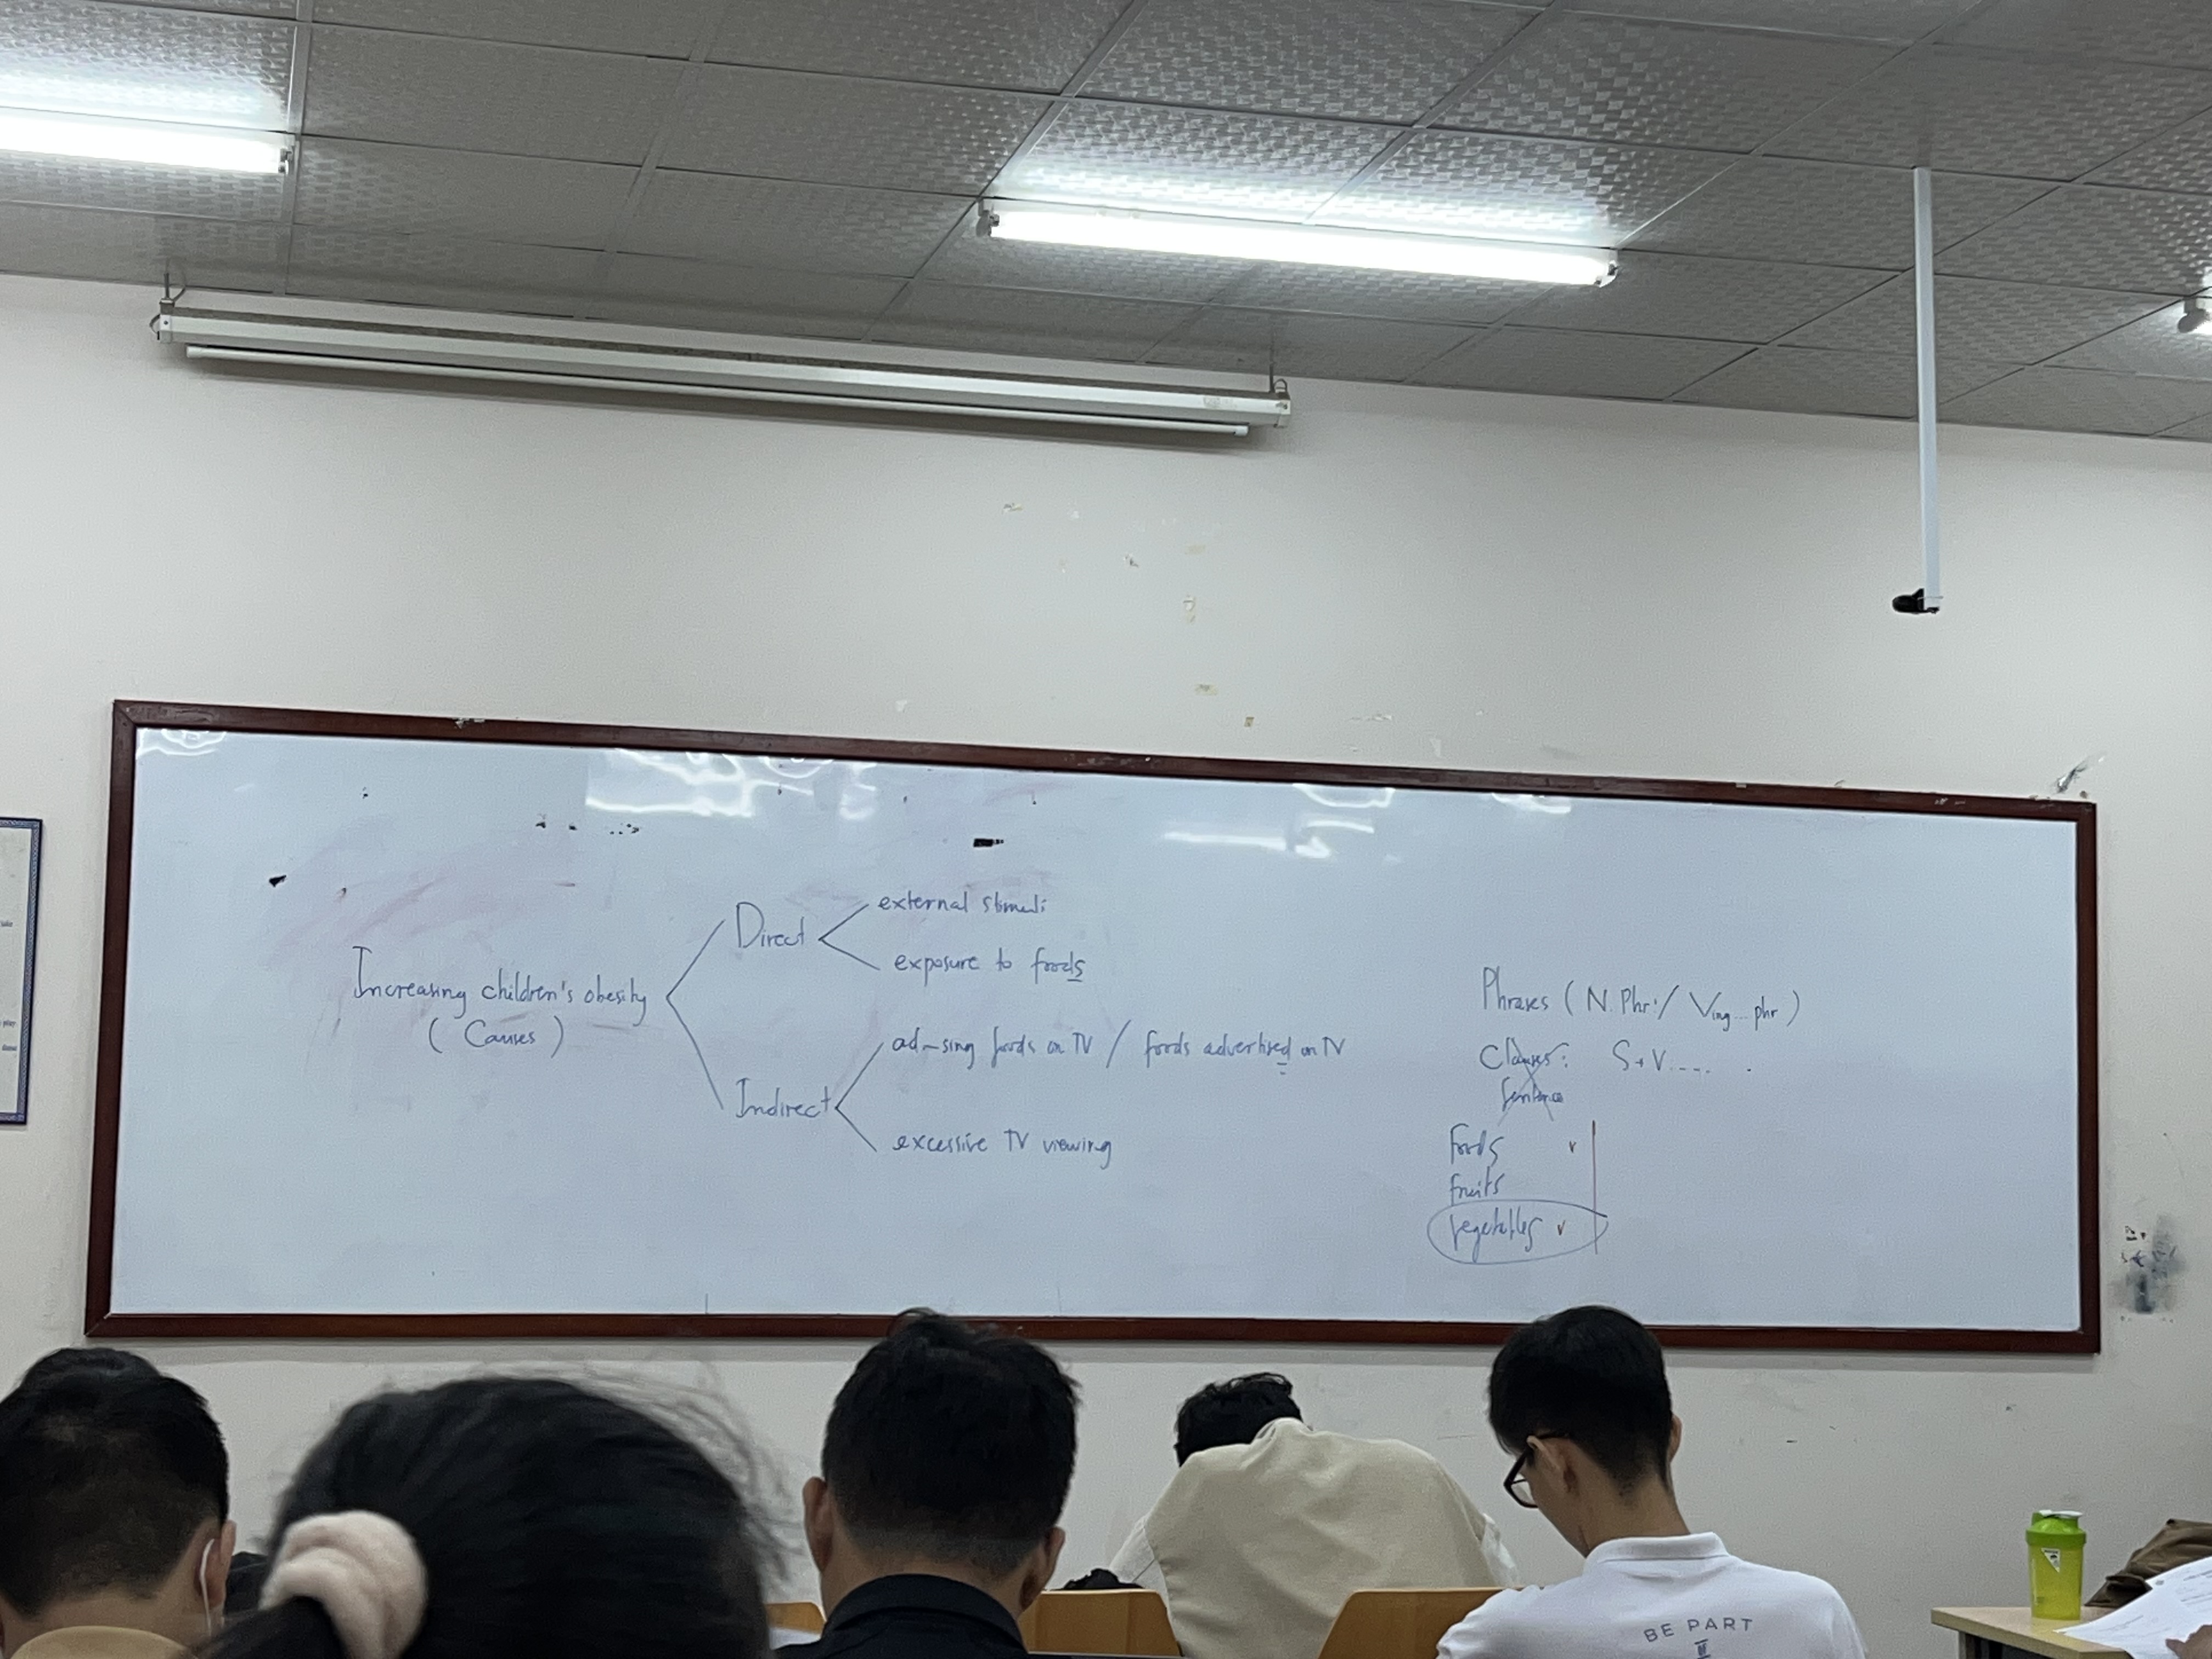 Increasing children's obesity
( Causes )
Direct
external stimuli
exposure to foods
Indirect
ad-sing foods on TV / foods advertised on TV
excessive TV viewing
Phrases ( N. Phr. / Ving... phr )
Clauses: S+V.... .
Sentence
foods v
fruits
vegetables v
BE PART